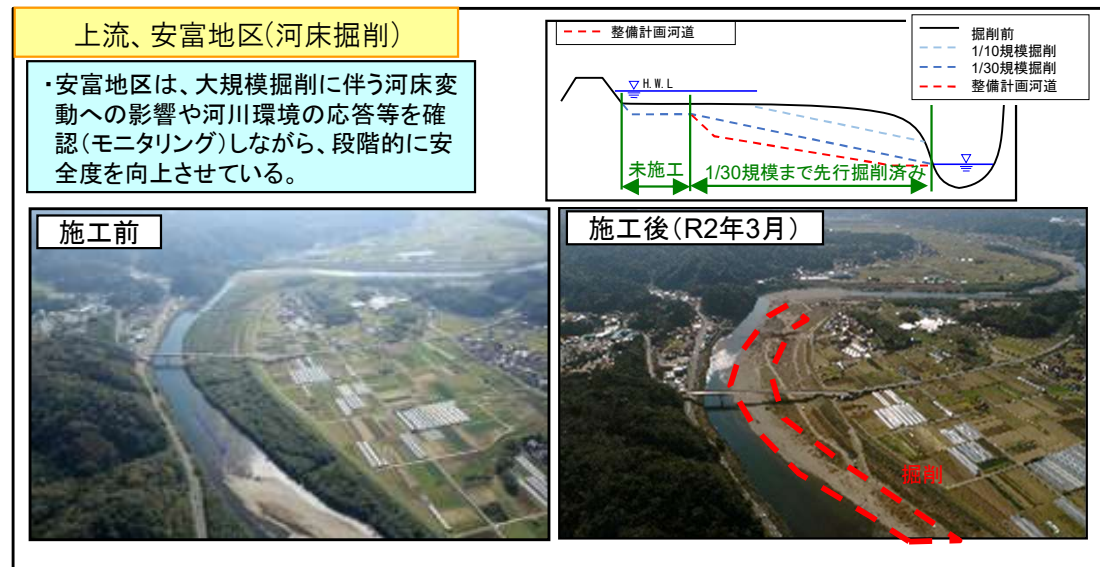 上流、安富地区(河床掘削)
・安富地区は、大規模掘削に伴う河床変
動への影響や河川環境の応答等を確
認(モニタリング)しながら、段階的に安
全度を向上させている。
整備計画河道
掘削前
1/10規模掘削
1/30規模掘削
整備計画河道
H.W.L
未施工
1/30規模まで先行掘削済み
施工前
施工後(R2年3月)
掘削